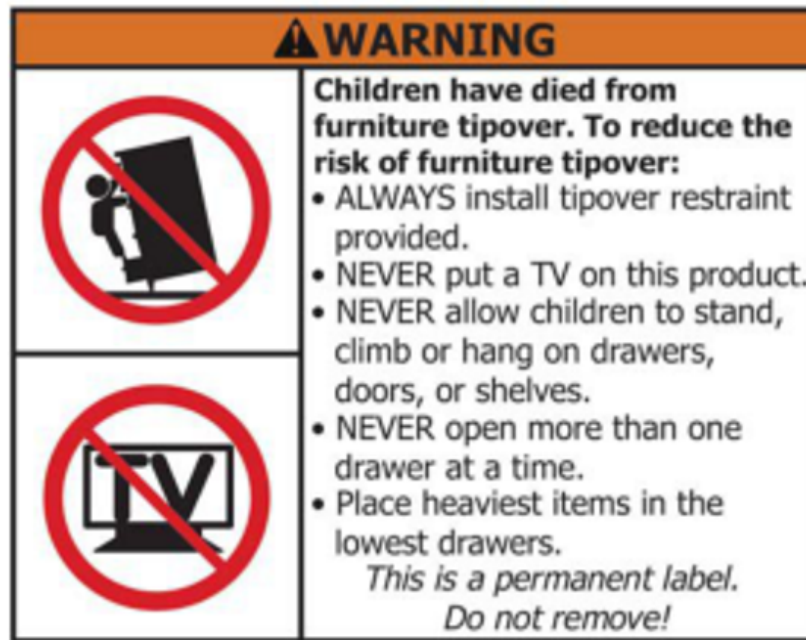 WARNING
Children have died from
furniture tipover. To reduce the
risk of furniture tipover:
• ALWAYS install tipover restraint
provided.
• NEVER put a TV on this product.
• NEVER allow children to stand,
climb or hang on drawers,
doors, or shelves.
• NEVER open more than one
drawer at a time.
• Place heaviest items in the
lowest drawers.
This is a permanent label.
Do not remove!
TV